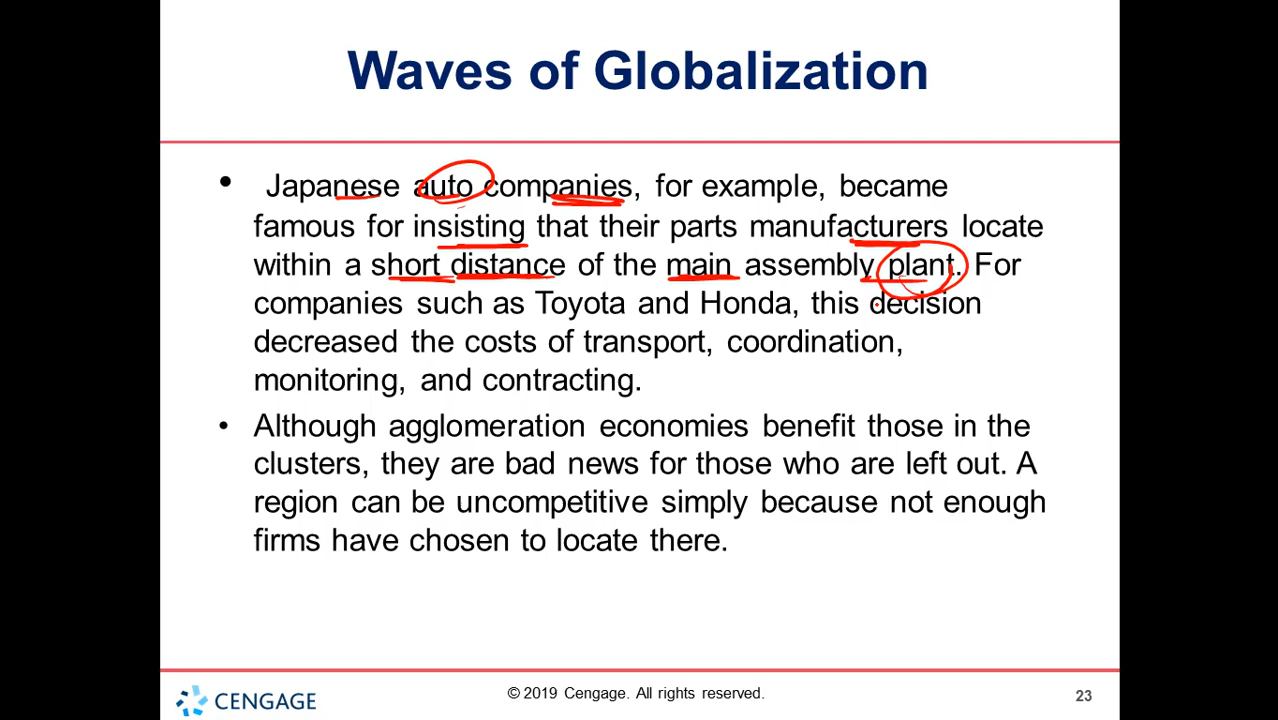 Waves of Globalization
• Japanese auto companies, for example, became
famous for insisting that their parts manufacturers locate
within a short distance of the main assembly plant. For
companies such as Toyota and Honda, this decision
decreased the costs of transport, coordination,
monitoring, and contracting.
• Although agglomeration economies benefit those in the
clusters, they are bad news for those who are left out. A
region can be uncompetitive simply because not enough
firms have chosen to locate there.
CENGAGE
© 2019 Cengage. All rights reserved.
23